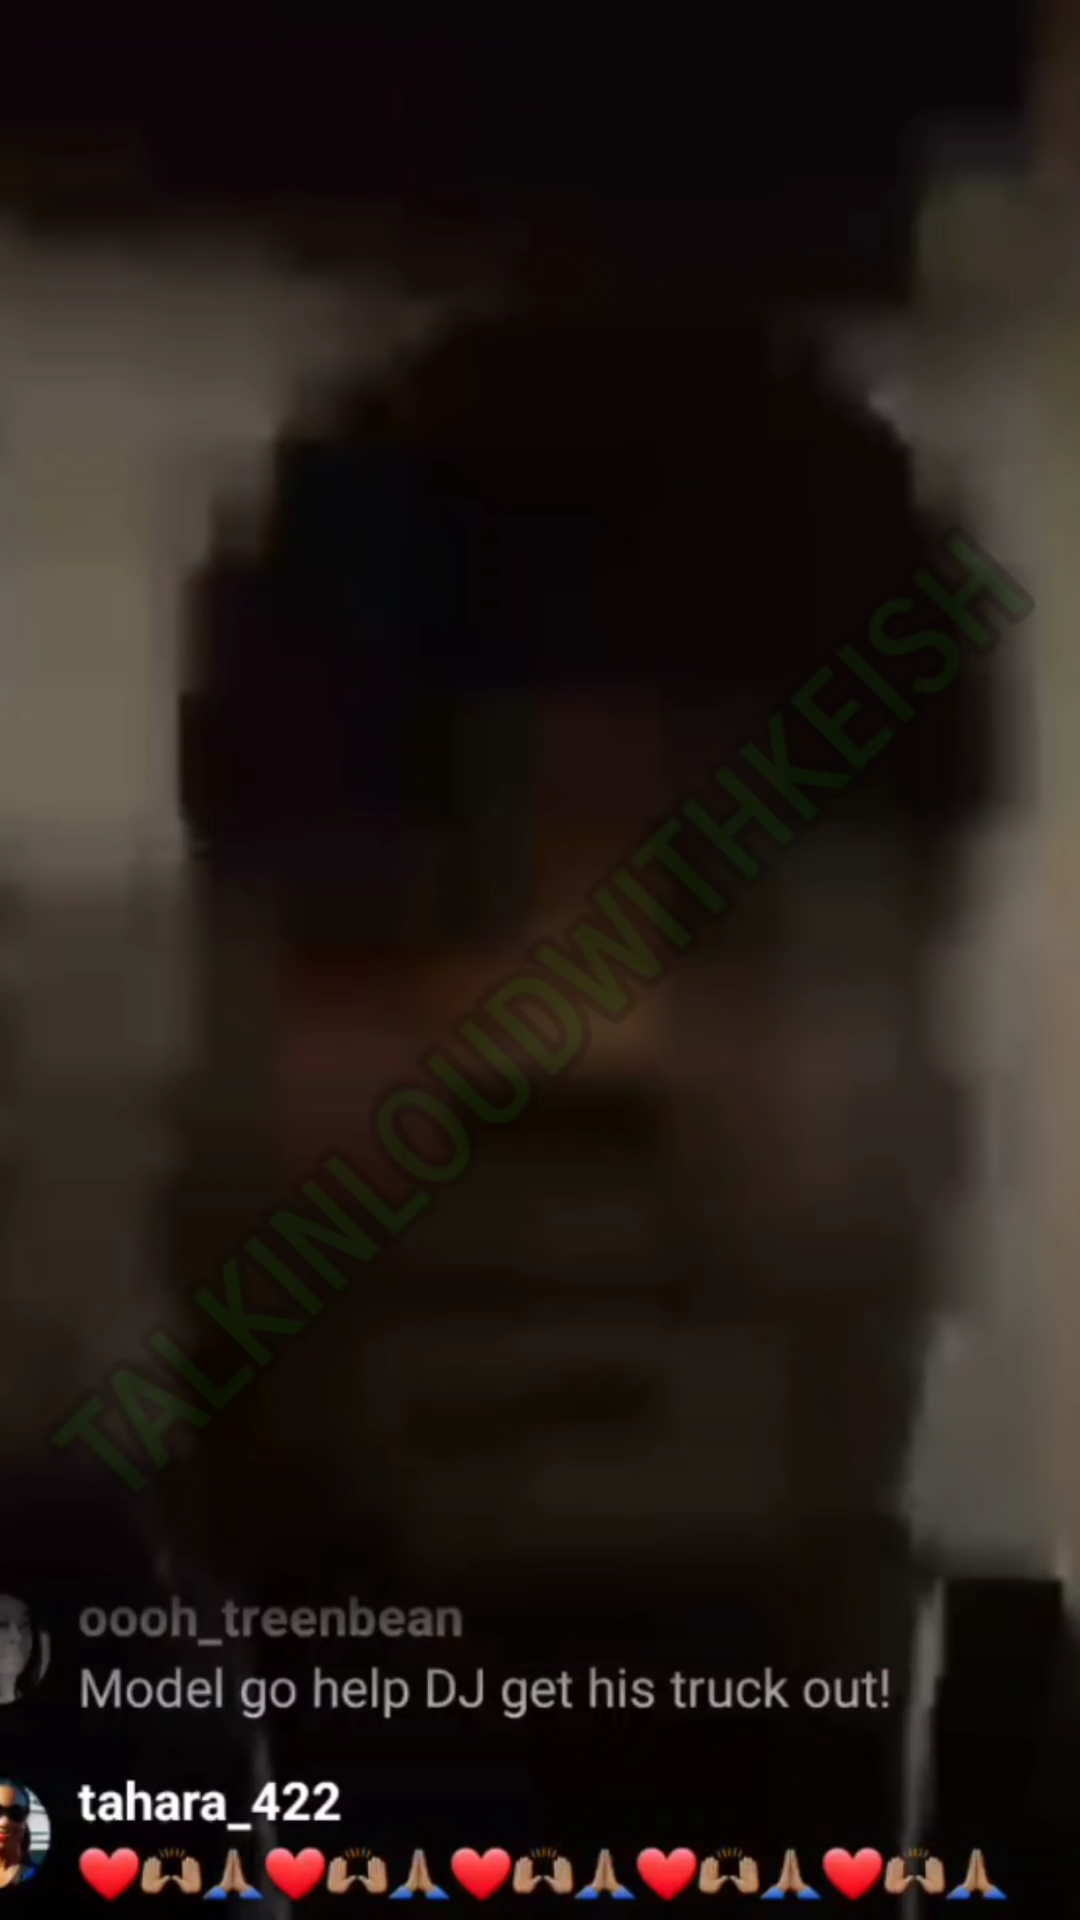 TALKINLOUDWITHKEISH
oooh_treenbean
Model go help DJ get his truck out!
tahara_422
❤️🙌🏽🙏🏽❤️🙌🏽🙏🏽❤️🙌🏽🙏🏽❤️🙌🏽🙏🏽❤️🙌🏽🙏🏽